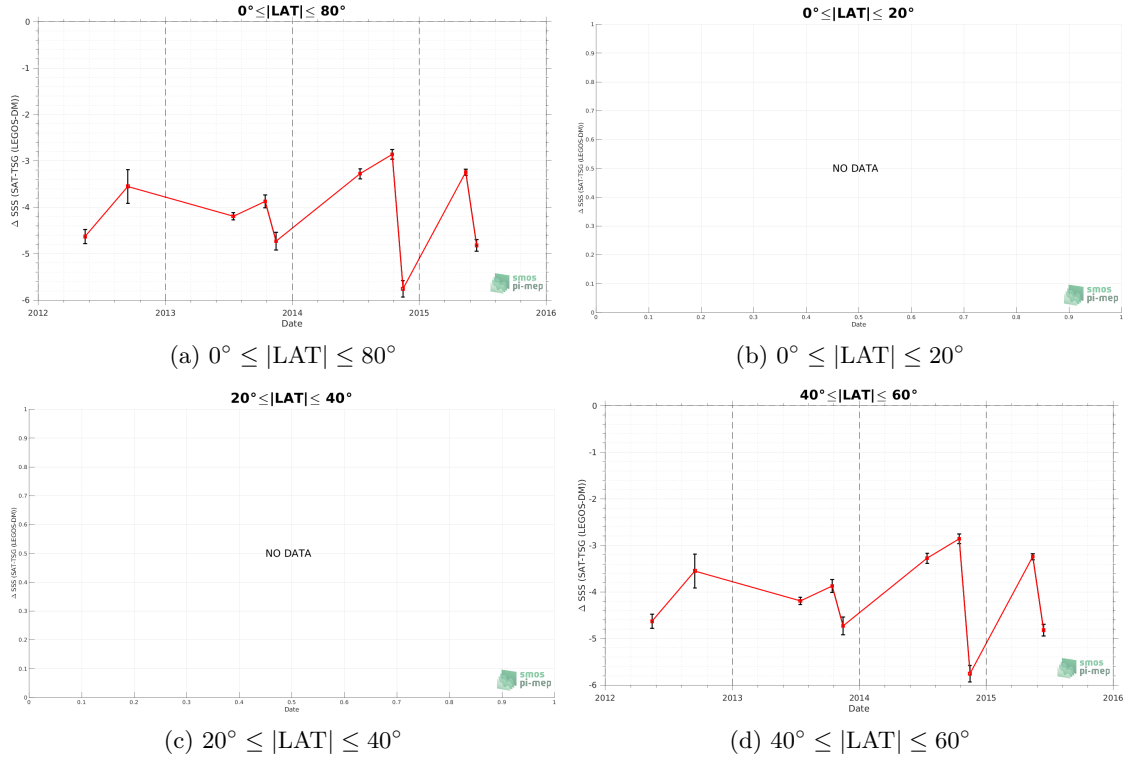 0°≤|LAT|≤ 80°
Δ SSS (SAT-TSG (LEGOS-DM))
0
-1
-2
-3
-4
-5
-6
2012
2013
2014
2015
2016
Date
smos
pi-mep
(a) 0° ≤ |LAT| ≤ 80°
0°≤|LAT|≤ 20°
Δ SSS (SAT-TSG (LEGOS-DM))
1
0.9
0.8
0.7
0.6
0.5
0.4
0.3
0.2
0.1
0
NO DATA
0
0.1
0.2
0.3
0.4
0.5
0.6
0.7
0.8
0.9
1
Date
smos
pi-mep
(b) 0° ≤ |LAT| ≤ 20°
20°≤|LAT|≤ 40°
Δ SSS (SAT-TSG (LEGOS-DM))
1
0.9
0.8
0.7
0.6
0.5
0.4
0.3
0.2
0.1
0
NO DATA
0
0.1
0.2
0.3
0.4
0.5
0.6
0.7
0.8
0.9
1
Date
smos
pi-mep
(c) 20° ≤ |LAT| ≤ 40°
40°≤|LAT|≤ 60°
Δ SSS (SAT-TSG (LEGOS-DM))
0
-1
-2
-3
-4
-5
-6
2012
2013
2014
2015
2016
Date
smos
pi-mep
(d) 40° ≤ |LAT| ≤ 60°